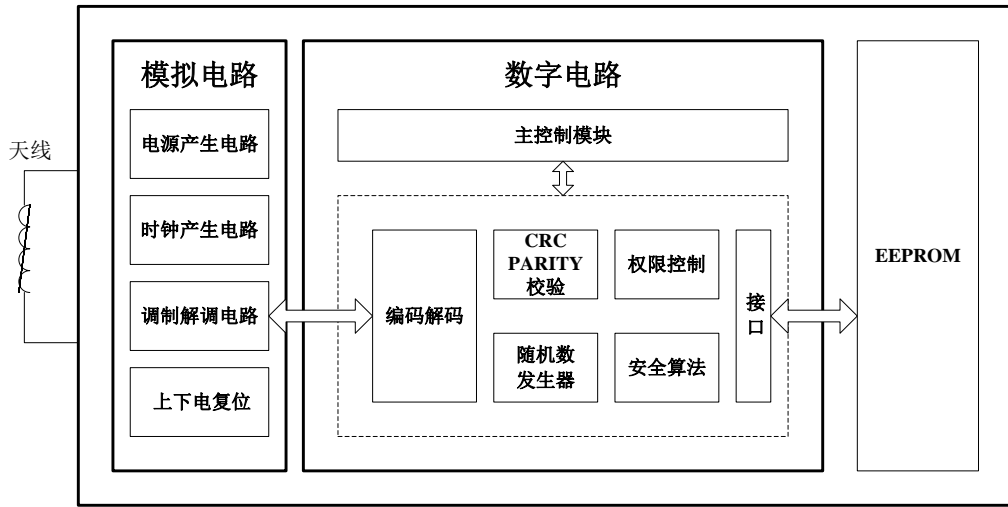 天线
模拟电路
电源产生电路
时钟产生电路
调制解调电路
上下电复位
数字电路
主控制模块
编码解码
CRC
PARITY
校验
权限控制
随机数
发生器
安全算法
接
口
EEPROM